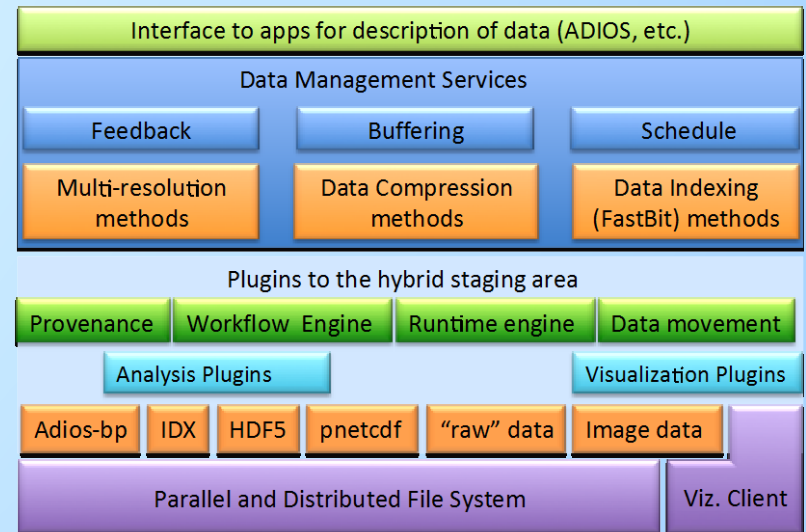 Interface to apps for description of data (ADIOS, etc.)
Data Management Services
Feedback
Buffering
Schedule
Multi-resolution
methods
Data Compression
methods
Data Indexing
(FastBit) methods
Plugins to the hybrid staging area
Provenance
Workflow Engine
Runtime engine
Data movement
Analysis Plugins
Visualization Plugins
Adios-bp
IDX
HDF5
pnetcdf
“raw” data
Image data
Parallel and Distributed File System
Viz. Client